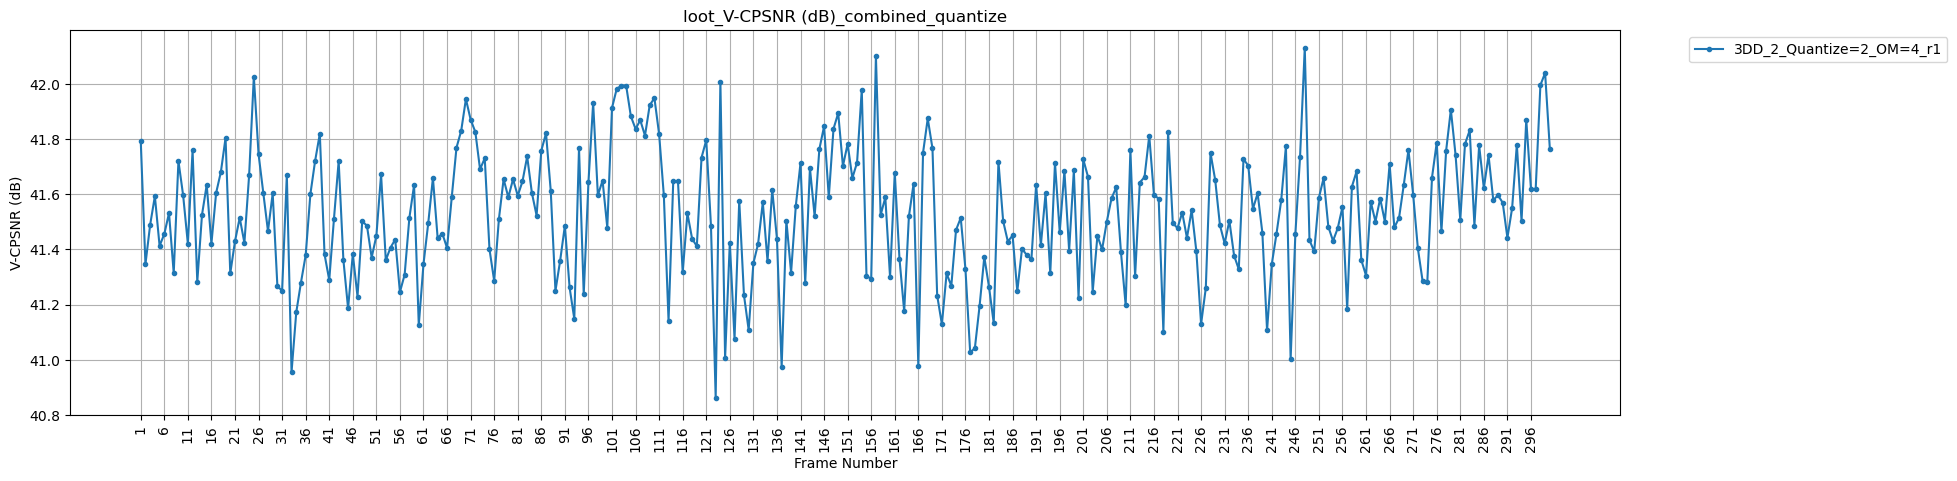 loot_V-CPSNR (dB)_combined_quantize
3DD_2_Quantize=2_OM=4_r1
V-CPSNR (dB)
42.0
41.8
41.6
41.4
41.2
41.0
40.8
1 6 11 16 21 26 31 36 41 46 51 56 61 66 71 76 81 86 91 96 101 106 111 116 121 126 131 136 141 146 151 156 161 166 171 176 181 186 191 196 201 206 211 216 221 226 231 236 241 246 251 256 261 266 271 276 281 286 291 296
Frame Number